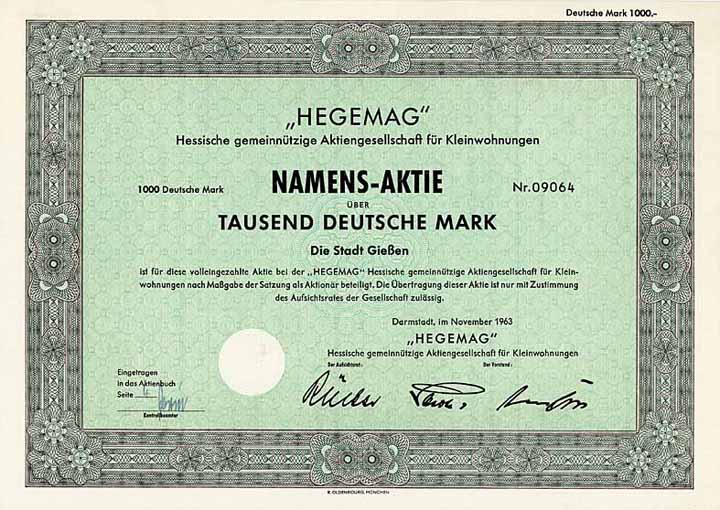 Deutsche Mark 1000.-
„HEGEMAG"
Hessische gemeinnützige Aktiengesellschaft für Kleinwohnungen
1000 Deutsche Mark NAMENS-AKTIE Nr. 09064
ÜBER
TAUSEND DEUTSCHE MARK
Die Stadt Gießen
ist für diese volleingezahlte Aktie bei der „HEGEMAG" Hessische gemeinnützige Aktiengesellschaft für Klein-
wohnungen nach Maßgabe der Satzung als Aktionär beteiligt. Die Übertragung dieser Aktie ist nur mit Zustimmung
des Aufsichtsrates der Gesellschaft zulässig.
Darmstadt, im November 1963
„HEGEMAG"
Hessische gemeinnützige Aktiengesellschaft für Kleinwohnungen
Der Aufsichtsrat: Der Vorstand:
Eingetragen
in das Aktienbuch
Seite
Kontrollbeamter
R. OLDENBOURG, MÜNCHEN